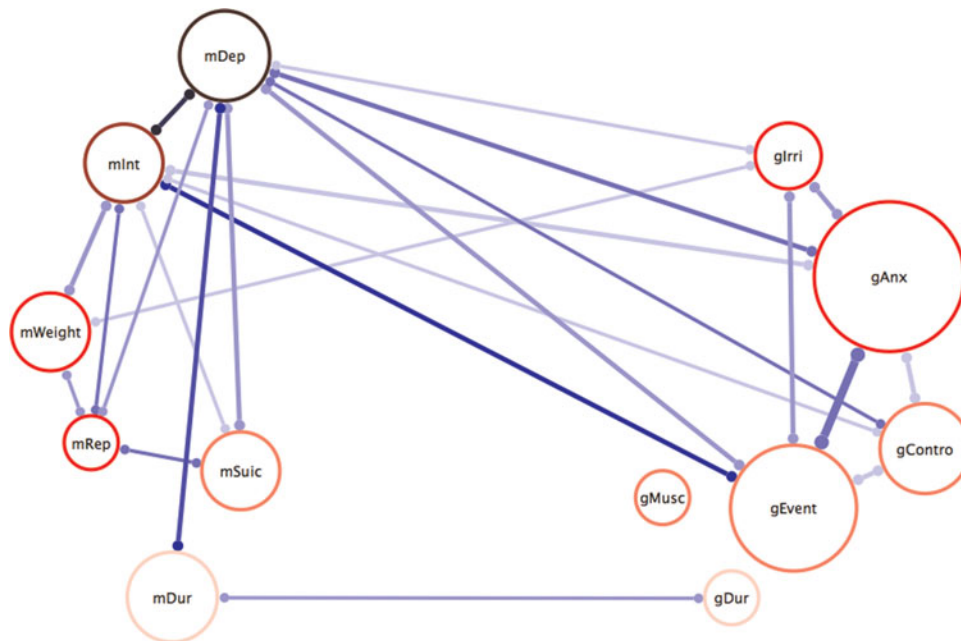 mDep
mInt
gIrri
gAnx
mWeight
mRep
mSuic
gContro
gMusc
gEvent
mDur
gDur